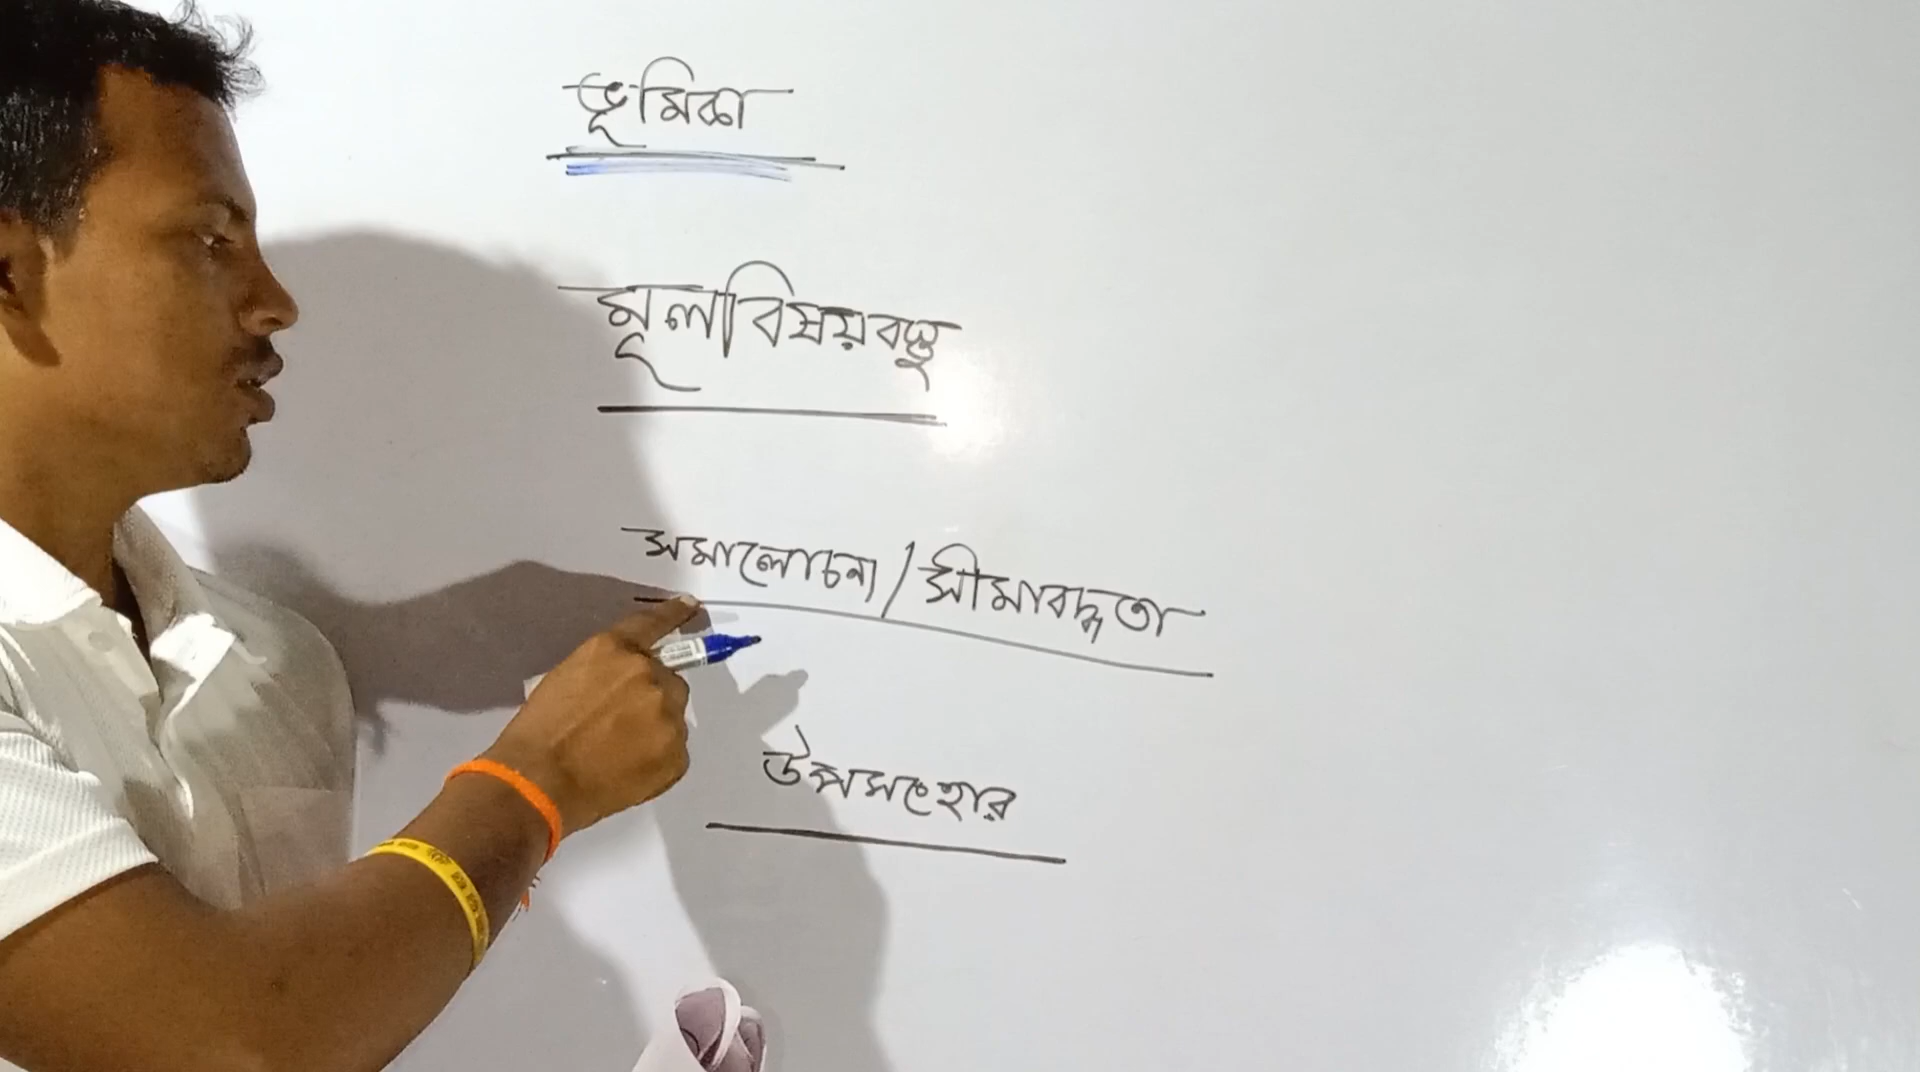 ভূমিকা
মূলবিষয়বস্তু
সমালোচনা/সীমাবদ্ধতা
উপসংহার